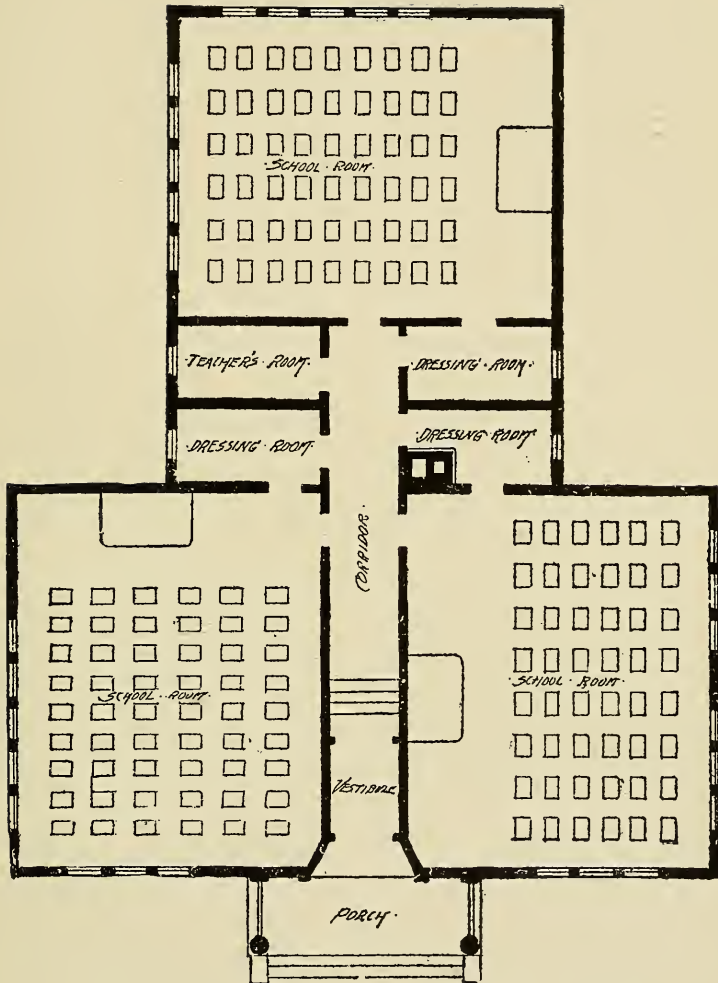 ·SCHOOL·ROOM·
·TEACHER'S·ROOM·
·DRESSING·ROOM·
·DRESSING·ROOM·
·DRESSING·ROOM·
CORRIDOR·
·SCHOOL·ROOM·
·SCHOOL·ROOM·
VESTIBULE
PORCH·